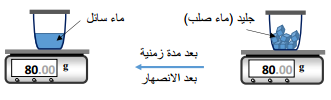 جليد (ماء صلب)
ماء سائل
بعد مدة زمنية
بعد الانصهار
80.00 g
80.00 g